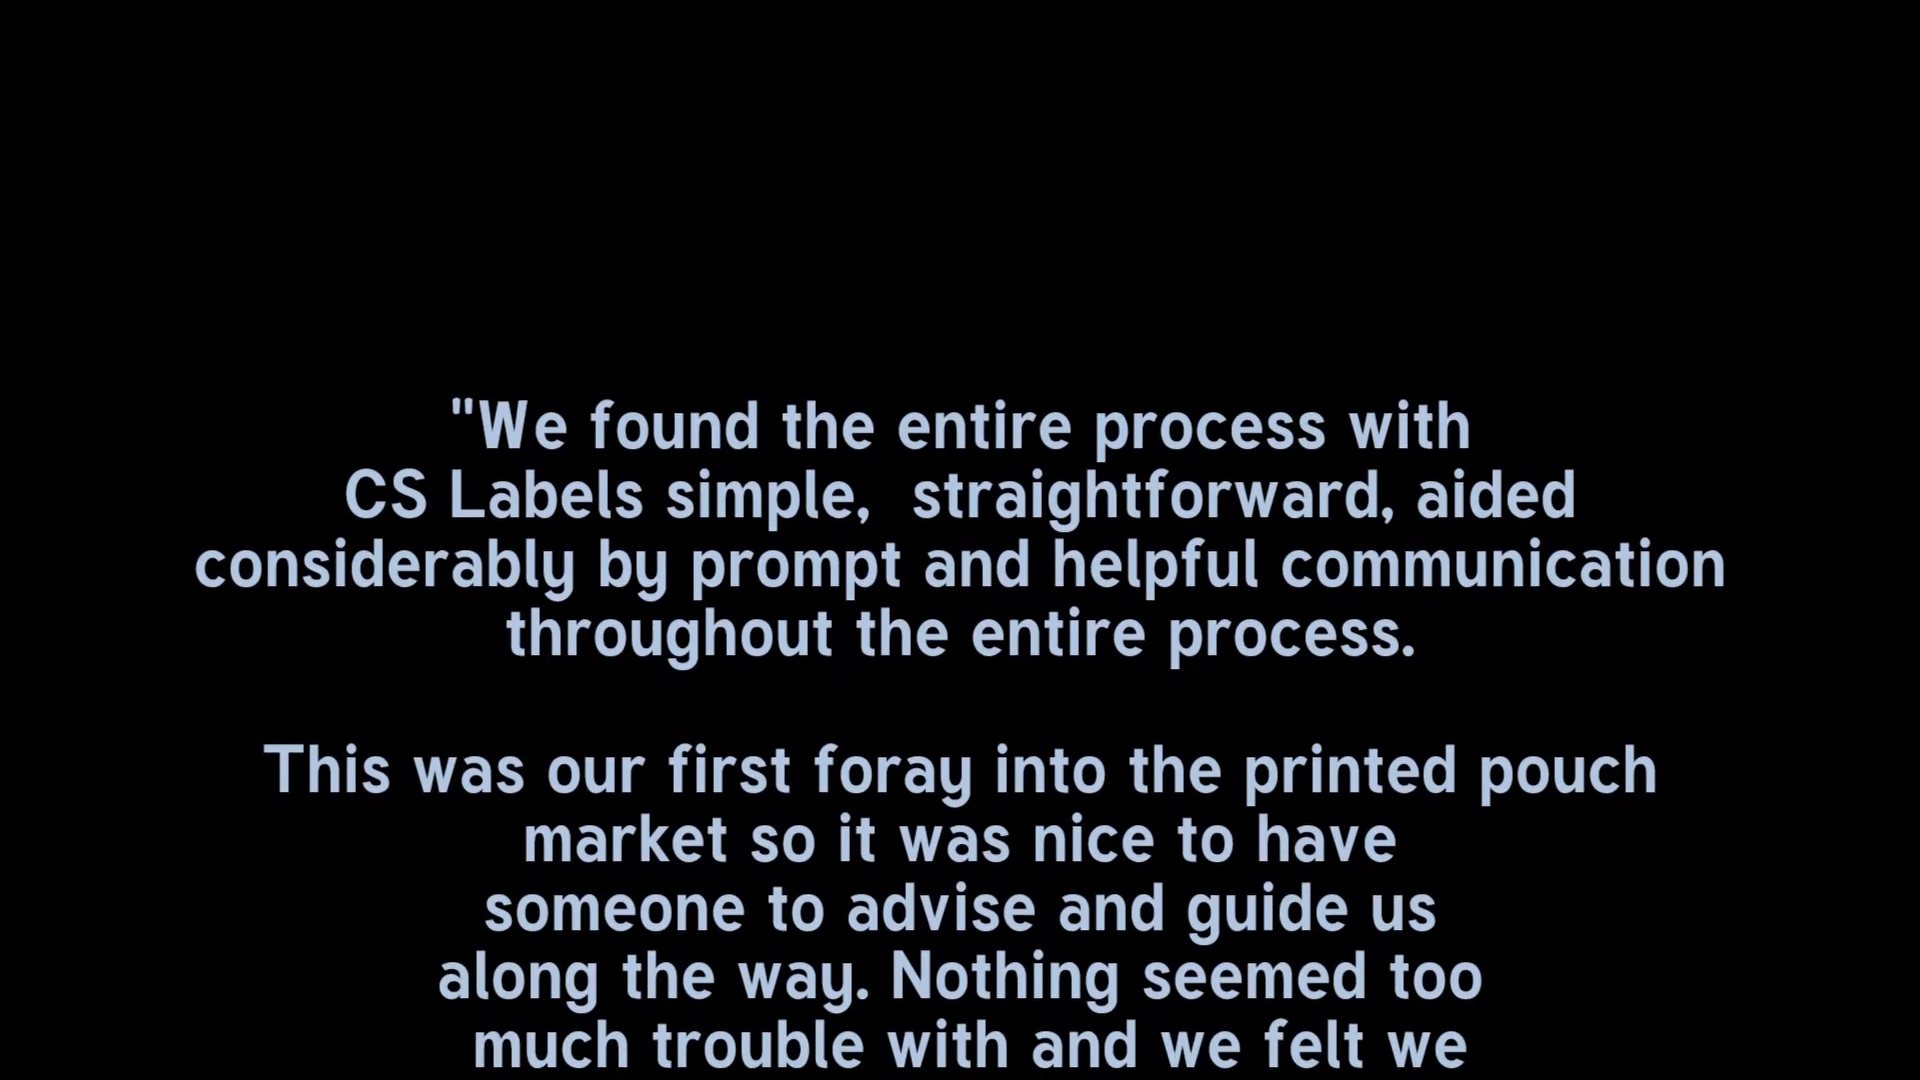 "We found the entire process with
CS Labels simple,  straightforward, aided
considerably by prompt and helpful communication
throughout the entire process.
This was our first foray into the printed pouch
market so it was nice to have
someone to advise and guide us
along the way. Nothing seemed too
much trouble with and we felt we